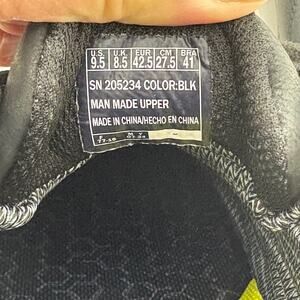 U.S. U.K. EUR CM BRA
9.5 8.5 42.5 27.5 41
SN 205234 COLOR:BLK
MAN MADE UPPER
MADE IN CHINA/HECHO EN CHINA